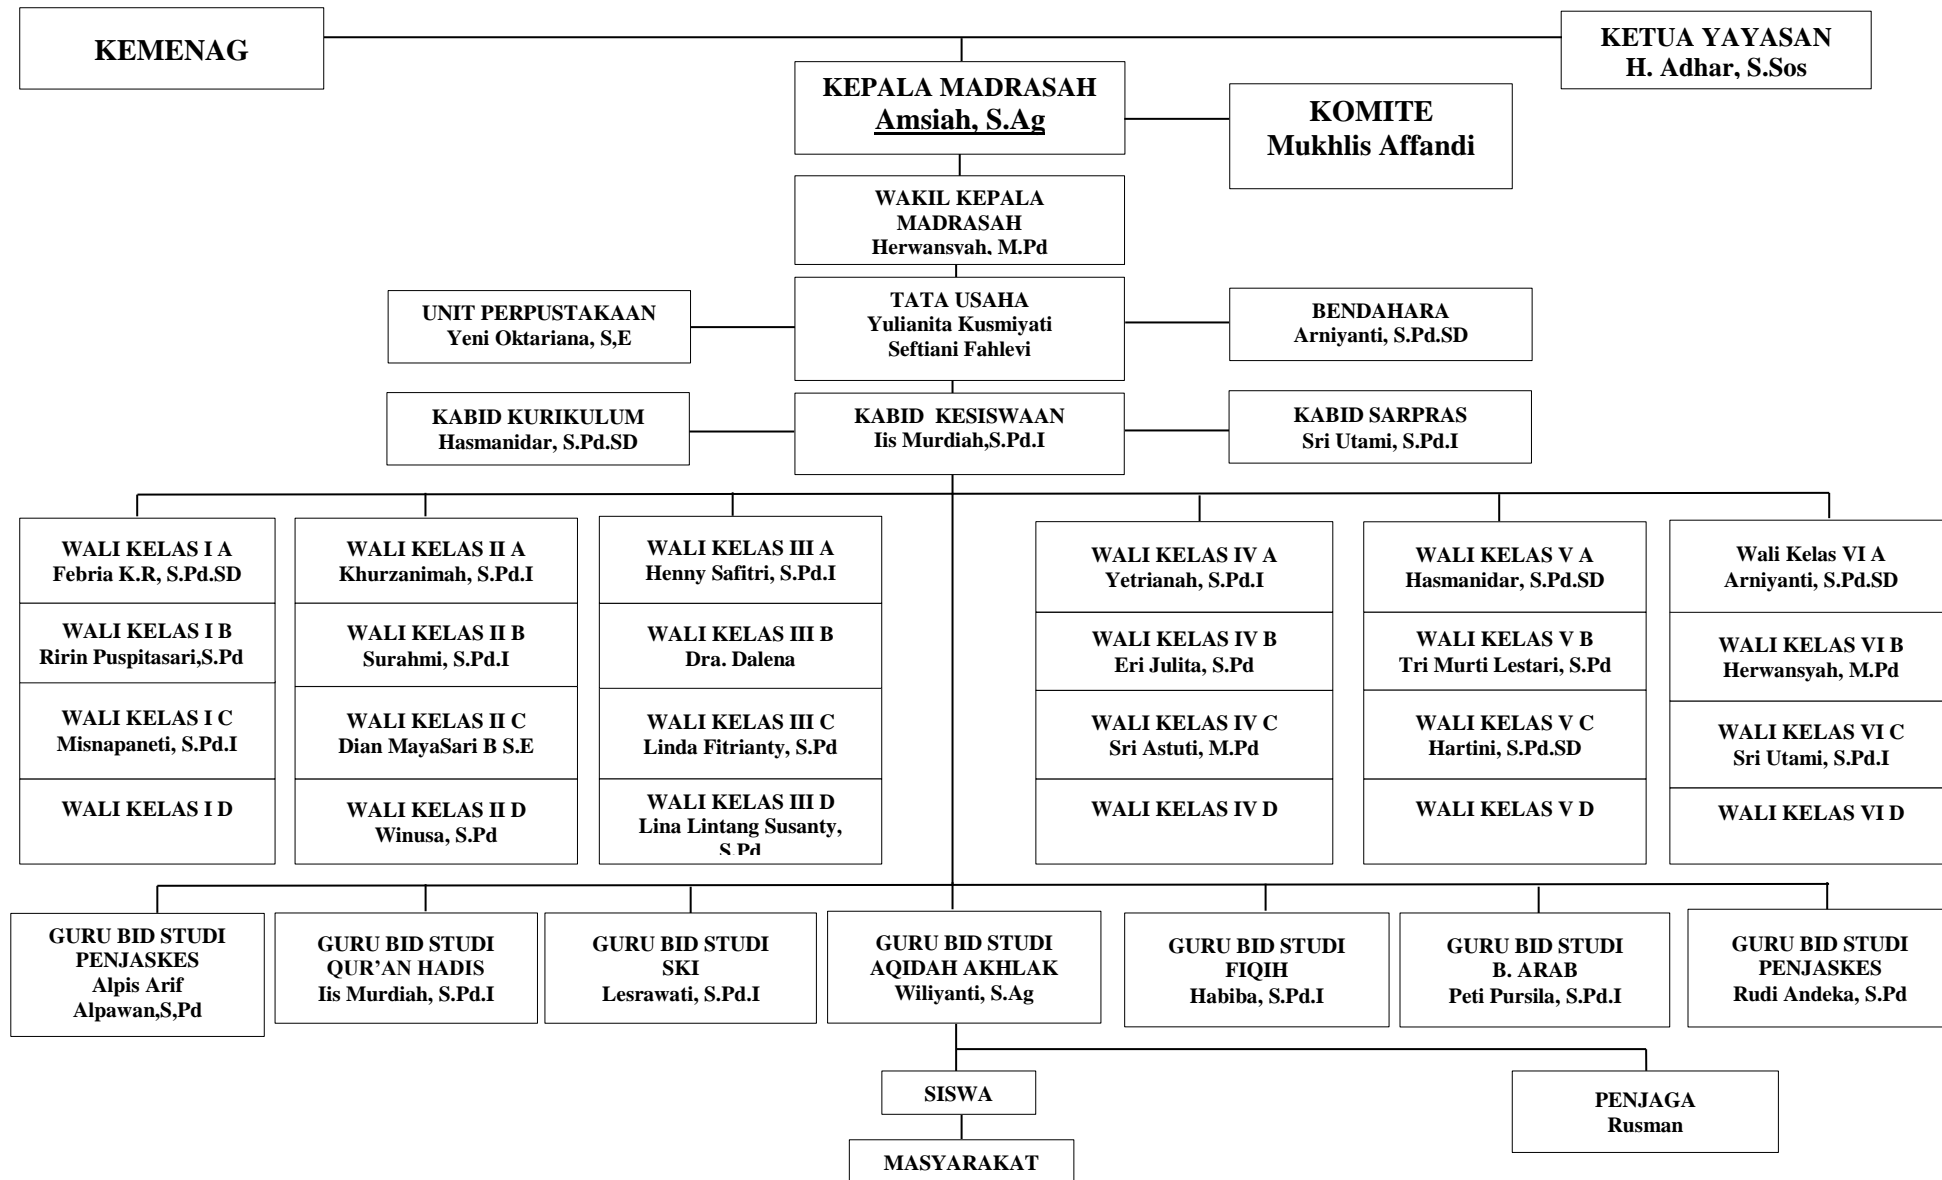 KEMENAG
KETUA YAYASAN
H. Adhar, S.Sos
KEPALA MADRASAH
Amsiah, S.Ag
KOMITE
Mukhlis Affandi
WAKIL KEPALA
MADRASAH
Herwansyah, M.Pd
UNIT PERPUSTAKAAN
Yeni Oktariana, S,E
TATA USAHA
Yulianita Kusmiyati
Seftiani Fahlevi
BENDAHARA
Arniyanti, S.Pd.SD
KABID KURIKULUM
Hasmanidar, S.Pd.SD
KABID  KESISWAAN
Iis Murdiah,S.Pd.I
KABID SARPRAS
Sri Utami, S.Pd.I
WALI KELAS I A
Febria K.R, S.Pd.SD
WALI KELAS I B
Ririn Puspitasari,S.Pd
WALI KELAS I C
Misnapaneti, S.Pd.I
WALI KELAS I D
WALI KELAS II A
Khurzanimah, S.Pd.I
WALI KELAS II B
Surahmi, S.Pd.I
WALI KELAS II C
Dian MayaSari B S.E
WALI KELAS II D
Winusa, S.Pd
WALI KELAS III A
Henny Safitri, S.Pd.I
WALI KELAS III B
Dra. Dalena
WALI KELAS III C
Linda Fitrianty, S.Pd
WALI KELAS III D
Lina Lintang Susanty,
S.Pd
WALI KELAS IV A
Yetrianah, S.Pd.I
WALI KELAS IV B
Eri Julita, S.Pd
WALI KELAS IV C
Sri Astuti, M.Pd
WALI KELAS IV D
WALI KELAS V A
Hasmanidar, S.Pd.SD
WALI KELAS V B
Tri Murti Lestari, S.Pd
WALI KELAS V C
Hartini, S.Pd.SD
WALI KELAS V D
Wali Kelas VI A
Arniyanti, S.Pd.SD
WALI KELAS VI B
Herwansyah, M.Pd
WALI KELAS VI C
Sri Utami, S.Pd.I
WALI KELAS VI D
GURU BID STUDI
PENJASKES
Alpis Arif
Alpawan,S,Pd
GURU BID STUDI
QUR’AN HADIS
Iis Murdiah, S.Pd.I
GURU BID STUDI
SKI
Lesrawati, S.Pd.I
GURU BID STUDI
AQIDAH AKHLAK
Wiliyanti, S.Ag
GURU BID STUDI
FIQIH
Habiba, S.Pd.I
GURU BID STUDI
B. ARAB
Peti Pursila, S.Pd.I
GURU BID STUDI
PENJASKES
Rudi Andeka, S.Pd
SISWA
PENJAGA
Rusman
MASYARAKAT